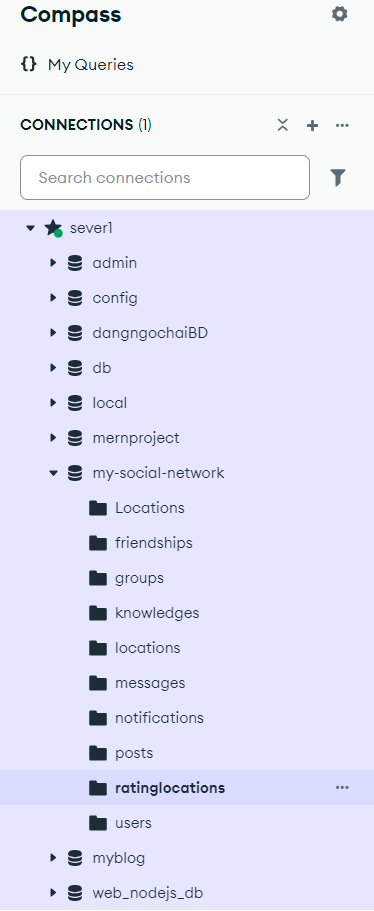 Compass
{} My Queries
CONNECTIONS (1)
Search connections
sever1
admin
config
dangngochaiBD
db
local
mernproject
my-social-network
Locations
friendships
groups
knowledges
locations
messages
notifications
posts
ratinglocations
users
myblog
web_nodejs_db